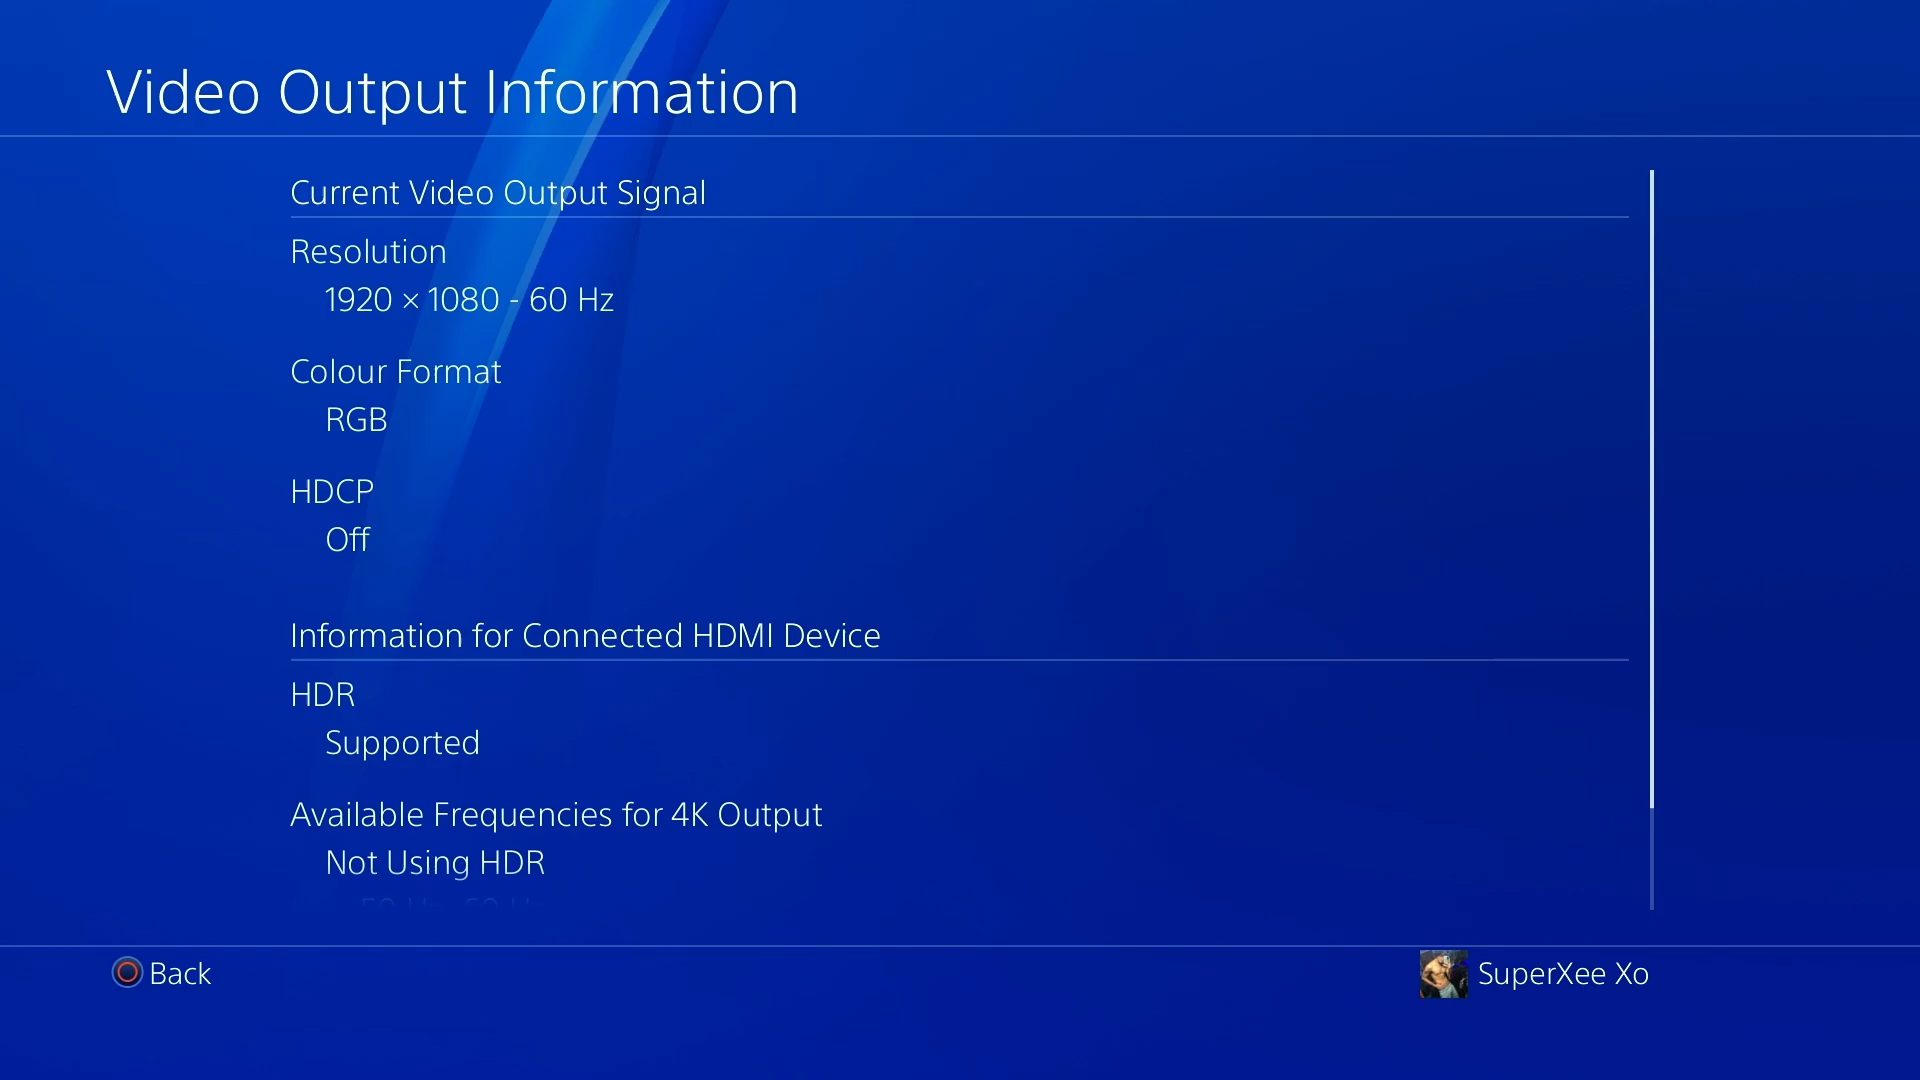 Video Output Information
Current Video Output Signal
Resolution
1920 × 1080 - 60 Hz
Colour Format
RGB
HDCP
Off
Information for Connected HDMI Device
HDR
Supported
Available Frequencies for 4K Output
Not Using HDR
Back
SuperXee Xo